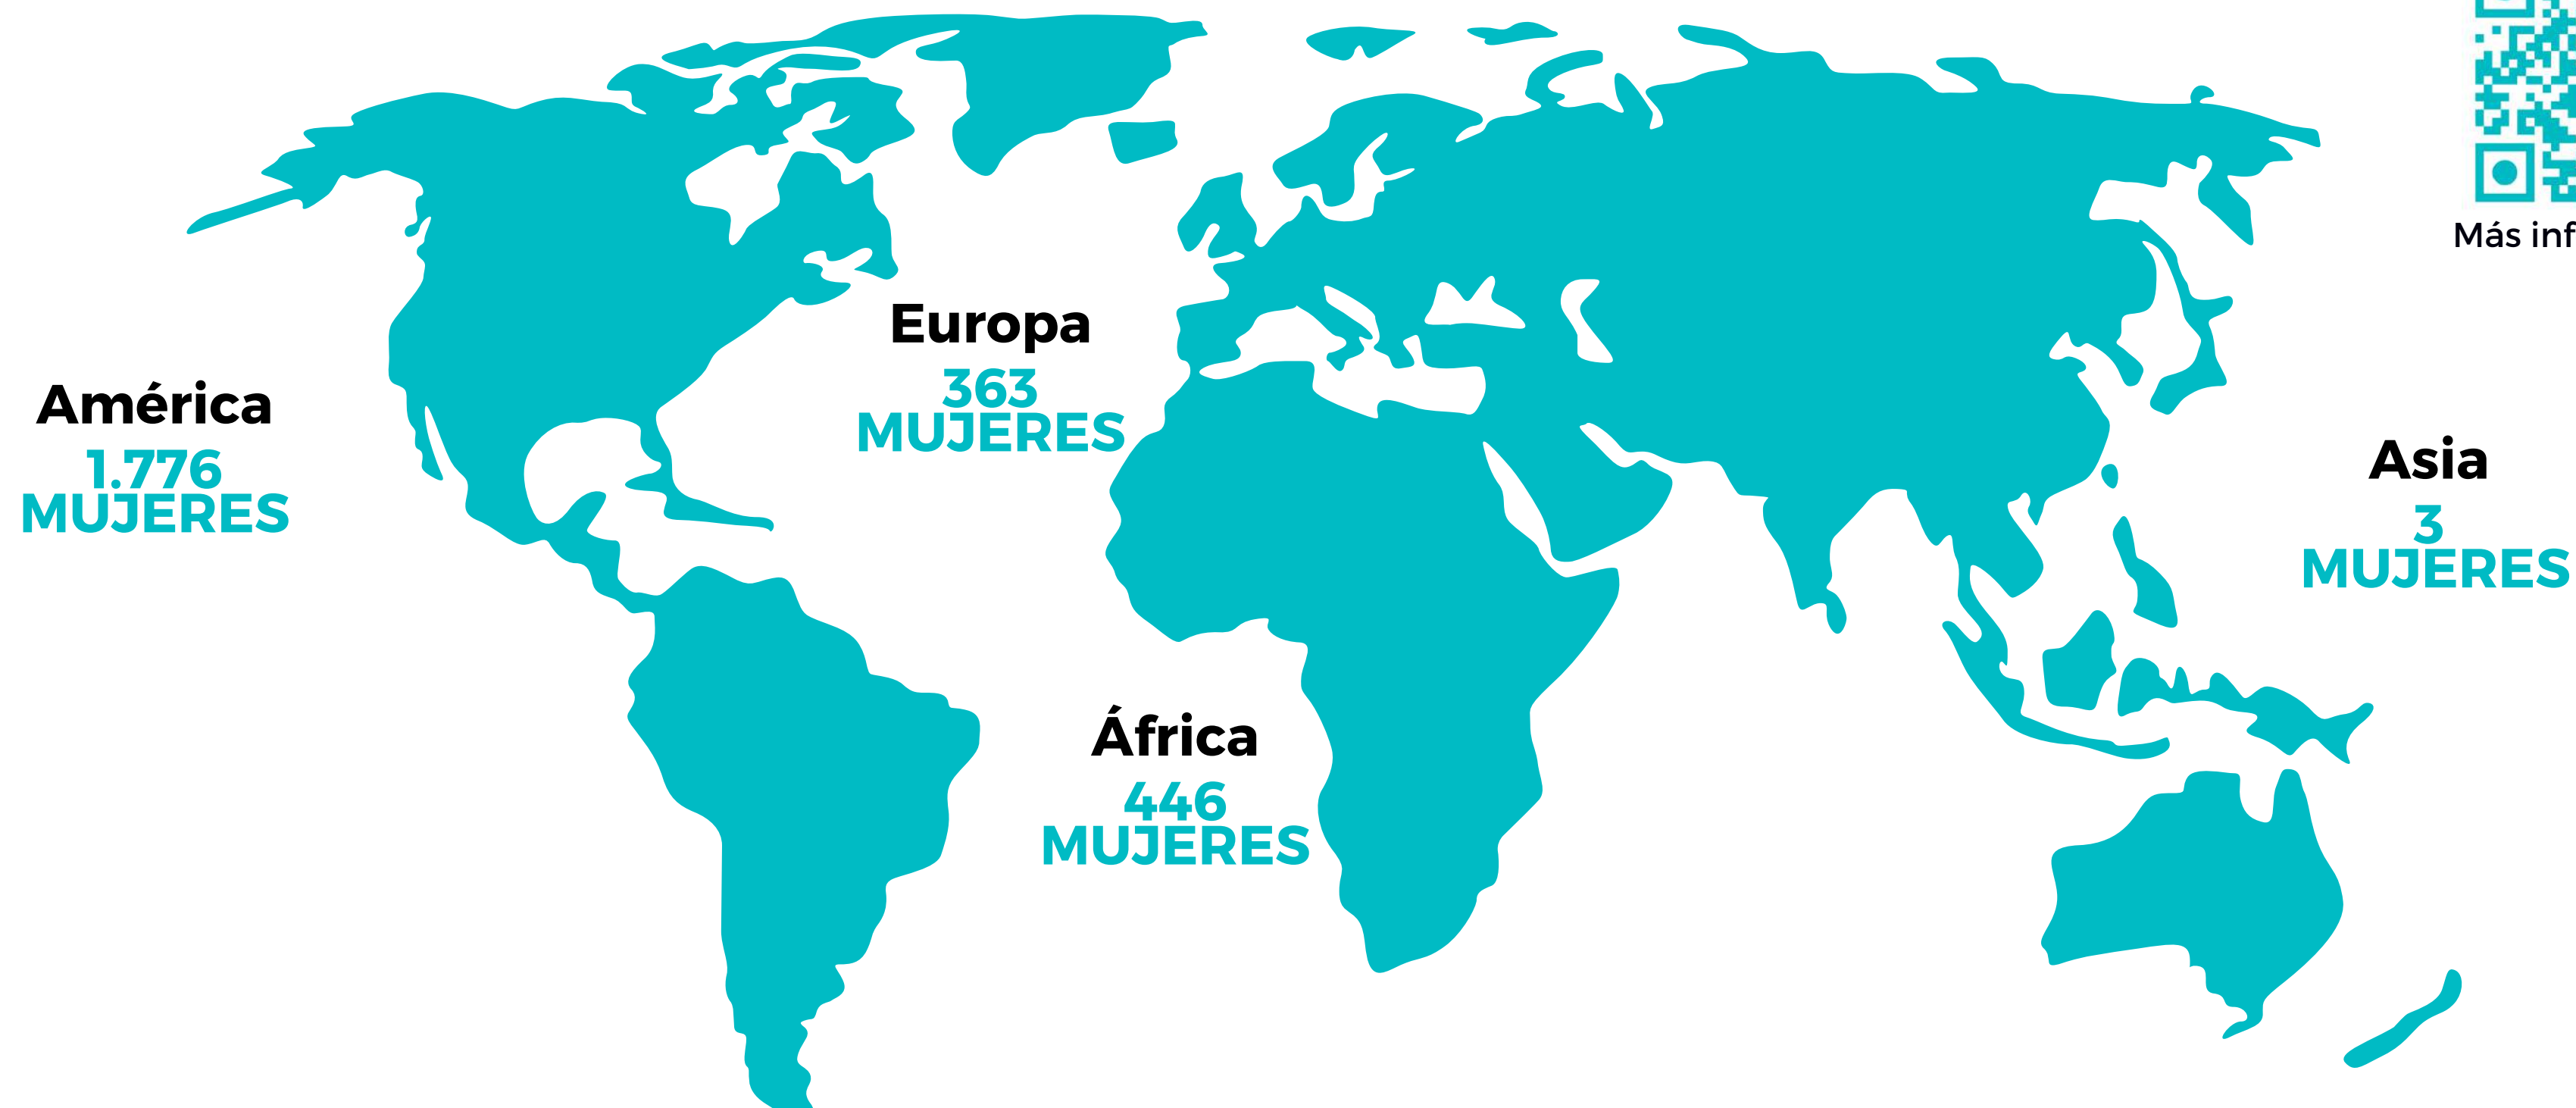 Más inf
Europa
363
MUJERES
América
1.776
MUJERES
Asia
3
MUJERES
África
446
MUJERES